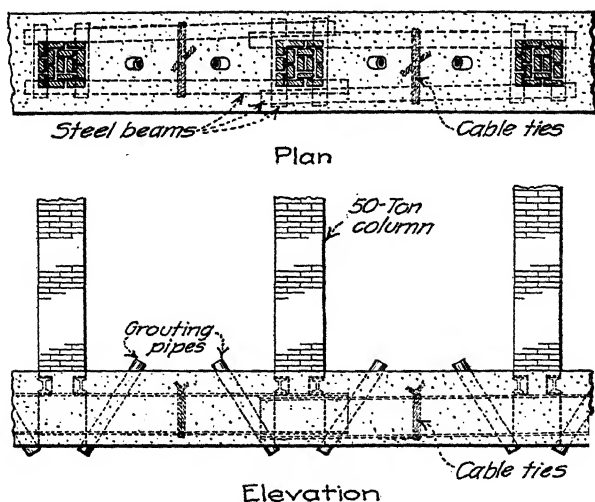 Steel beams
Cable ties
Plan
50-Ton
column
Grouting
pipes
Cable ties
Elevation